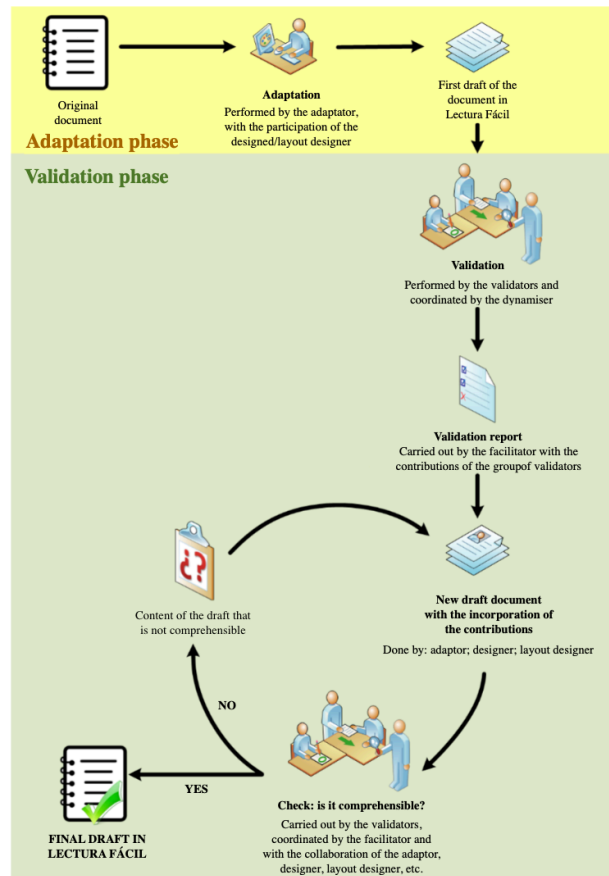 Original
document
Adaptation
Performed by the adaptator,
with the participation of the
designed/layout designer
First draft of the
document in
Lectura Fácil
Adaptation phase
Validation phase
Validation
Performed by the validators and
coordinated by the dynamiser
Validation report
Carried out by the facilitator with the
contributions of the groupof validators
¿?
Content of the draft that
is not comprehensible
New draft document
with the incorporation of
the contributions
Done by: adaptor; designer; layout designer
NO
YES
Check: is it comprehensible?
Carried out by the validators,
coordinated by the facilitator and
with the collaboration of the adaptor,
designer, layout designer, etc.
FINAL DRAFT IN
LECTURA FÁCIL